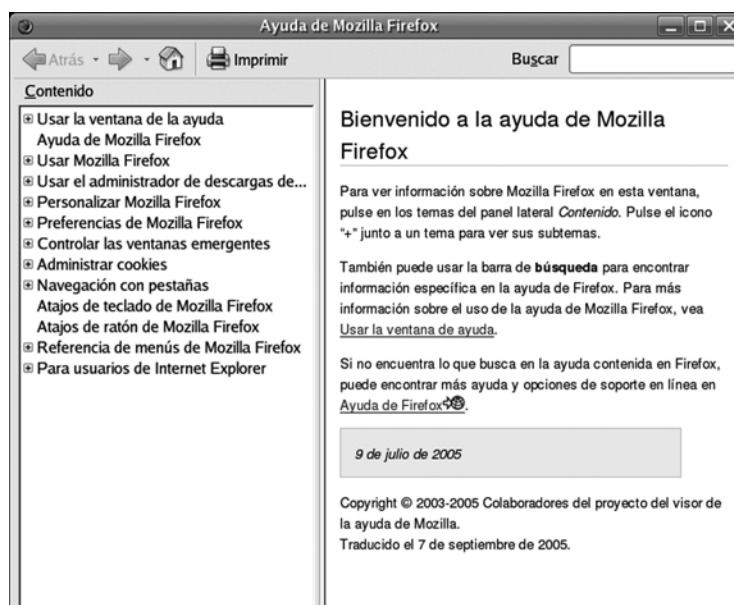 Ayuda de Mozilla Firefox
Atrás
Imprimir
Buscar
Contenido
Usar la ventana de la ayuda
Ayuda de Mozilla Firefox
Usar Mozilla Firefox
Usar el administrador de descargas de...
Personalizar Mozilla Firefox
Preferencias de Mozilla Firefox
Controlar las ventanas emergentes
Administrar cookies
Navegación con pestañas
Atajos de teclado de Mozilla Firefox
Atajos de ratón de Mozilla Firefox
Referencia de menús de Mozilla Firefox
Para usuarios de Internet Explorer
Bienvenido a la ayuda de Mozilla
Firefox
Para ver información sobre Mozilla Firefox en esta ventana,
pulse en los temas del panel lateral Contenido. Pulse el icono
"+" junto a un tema para ver sus subtemas.
También puede usar la barra de búsqueda para encontrar
información específica en la ayuda de Firefox. Para más
información sobre el uso de la ayuda de Mozilla Firefox, vea
Usar la ventana de ayuda.
Si no encuentra lo que busca en la ayuda contenida en Firefox,
puede encontrar más ayuda y opciones de soporte en línea en
Ayuda de Firefox.
9 de julio de 2005
Copyright © 2003-2005 Colaboradores del proyecto del visor de
la ayuda de Mozilla.
Traducido el 7 de septiembre de 2005.